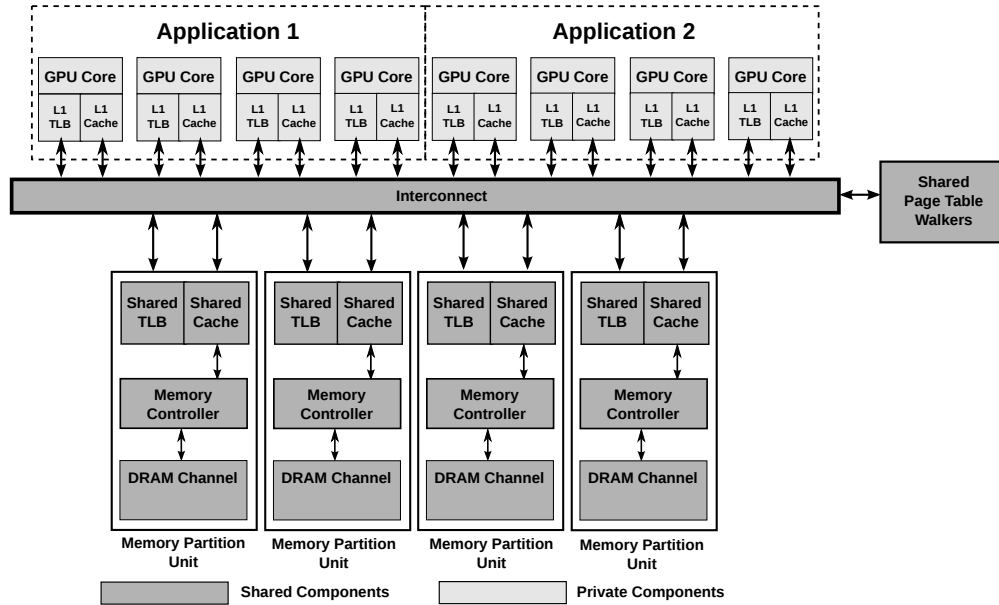 Application 1
Application 2
GPU Core
GPU Core
GPU Core
GPU Core
GPU Core
GPU Core
GPU Core
GPU Core
L1 TLB
L1 Cache
L1 TLB
L1 Cache
L1 TLB
L1 Cache
L1 TLB
L1 Cache
L1 TLB
L1 Cache
L1 TLB
L1 Cache
L1 TLB
L1 Cache
L1 TLB
L1 Cache
Interconnect
Shared
Page Table
Walkers
Shared
TLB
Shared
Cache
Shared
TLB
Shared
Cache
Shared
TLB
Shared
Cache
Shared
TLB
Shared
Cache
Memory
Controller
Memory
Controller
Memory
Controller
Memory
Controller
DRAM Channel
DRAM Channel
DRAM Channel
DRAM Channel
Memory Partition
Unit
Memory Partition
Unit
Memory Partition
Unit
Memory Partition
Unit
Shared Components
Private Components